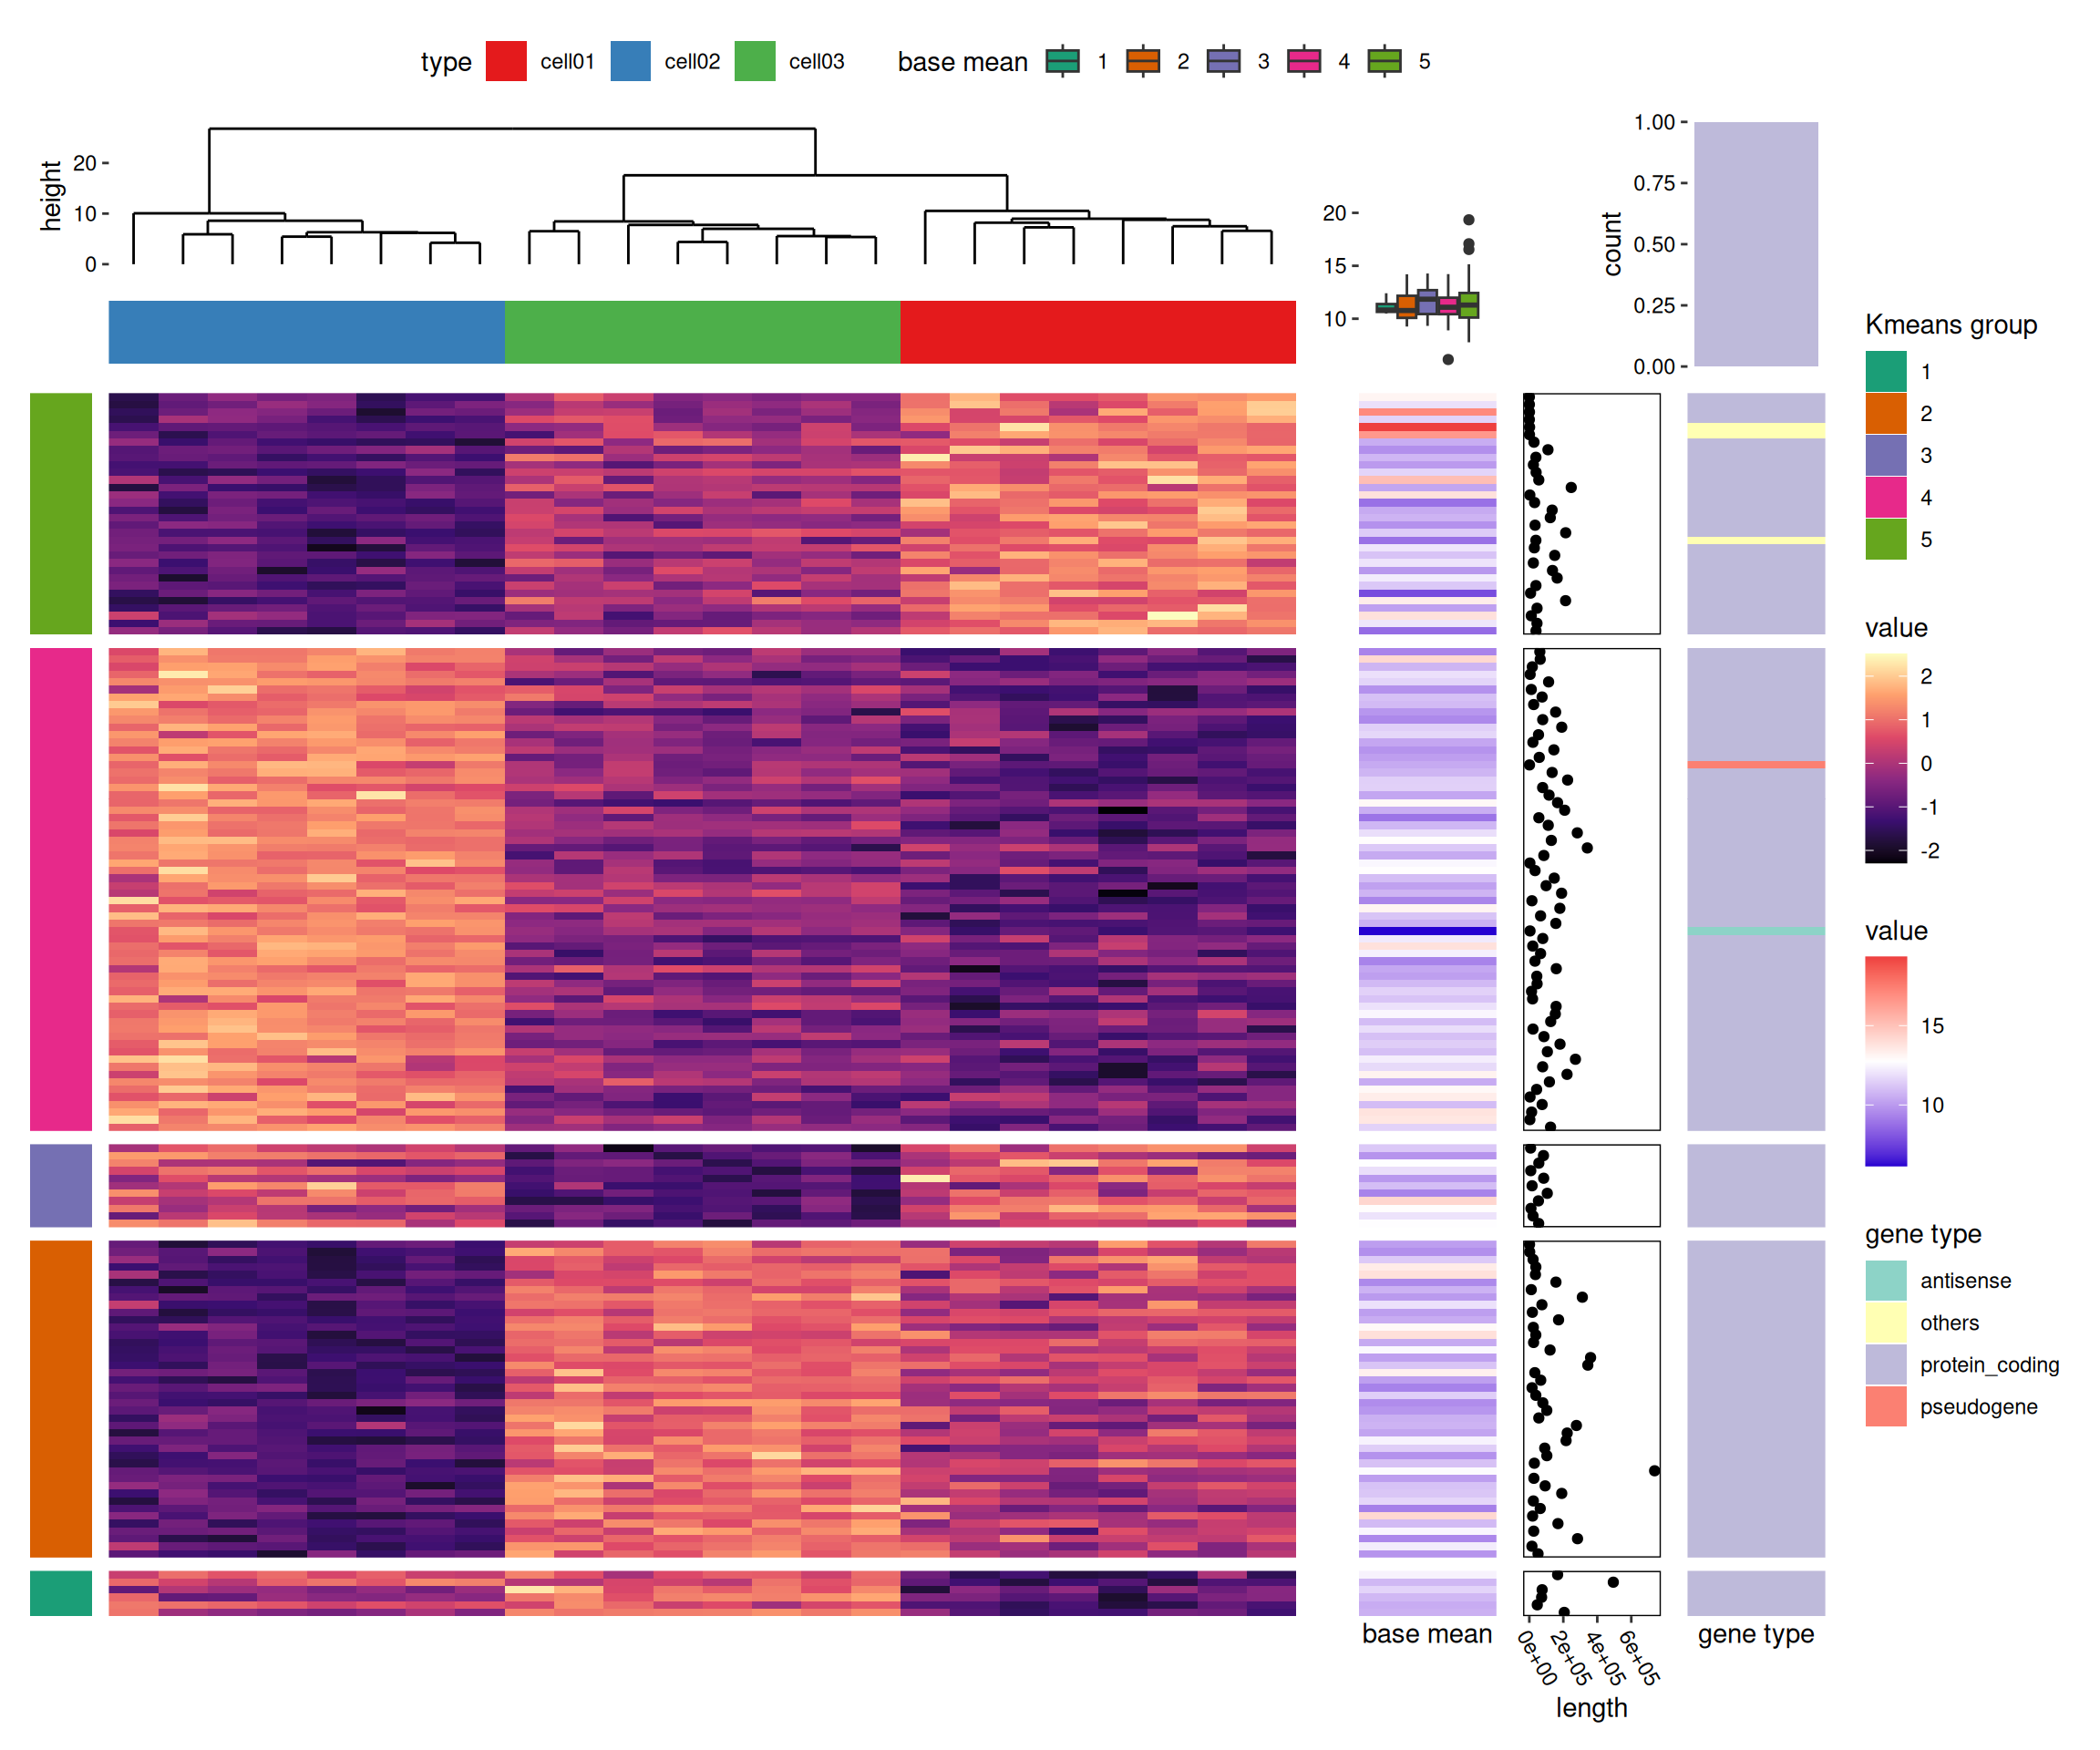 type cell01 cell02 cell03 base mean 1 2 3 4 5
height
20
10
0
20
15
10
count
1.00
0.75
0.50
0.25
0.00
Kmeans group
1
2
3
4
5
value
2
1
0
-1
-2
value
15
10
gene type
antisense
others
protein_coding
pseudogene
base mean
0e+00
2e+05
4e+05
6e+05
length
gene type